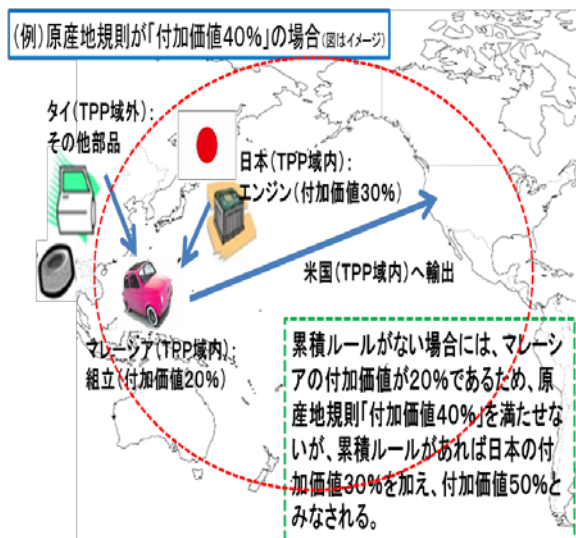 (例)原産地規則が「付加価値40%」の場合(図はイメージ)
タイ(TPP域外):
その他部品
日本(TPP域内):
エンジン(付加価値30%)
米国(TPP域内)へ輸出
マレーシア(TPP域内):
組立(付加価値20%)
累積ルールがない場合には、マレーシ
アの付加価値が20%であるため、原
産地規則「付加価値40%」を満たせな
いが、累積ルールがあれば日本の付
加価値30%を加え、付加価値50%と
みなされる。